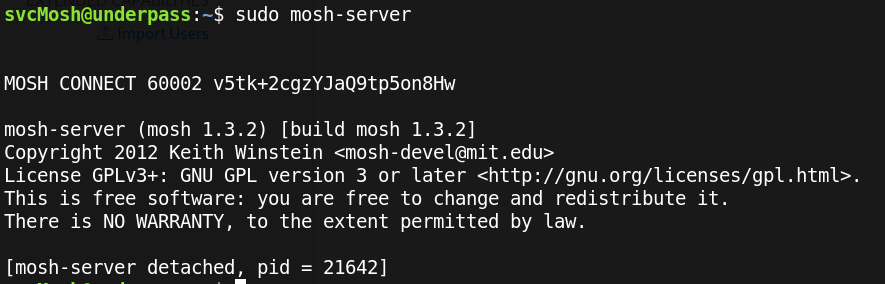 svcMosh@underpass:~$ sudo mosh-server
Import Users
MOSH CONNECT 60002 v5tk+2cgzYJaQ9tp5on8Hw
mosh-server (mosh 1.3.2) [build mosh 1.3.2]
Copyright 2012 Keith Winstein <mosh-devel@mit.edu>
License GPLv3+: GNU GPL version 3 or later <http://gnu.org/licenses/gpl.html>.
This is free software: you are free to change and redistribute it.
There is NO WARRANTY, to the extent permitted by law.
[mosh-server detached, pid = 21642]